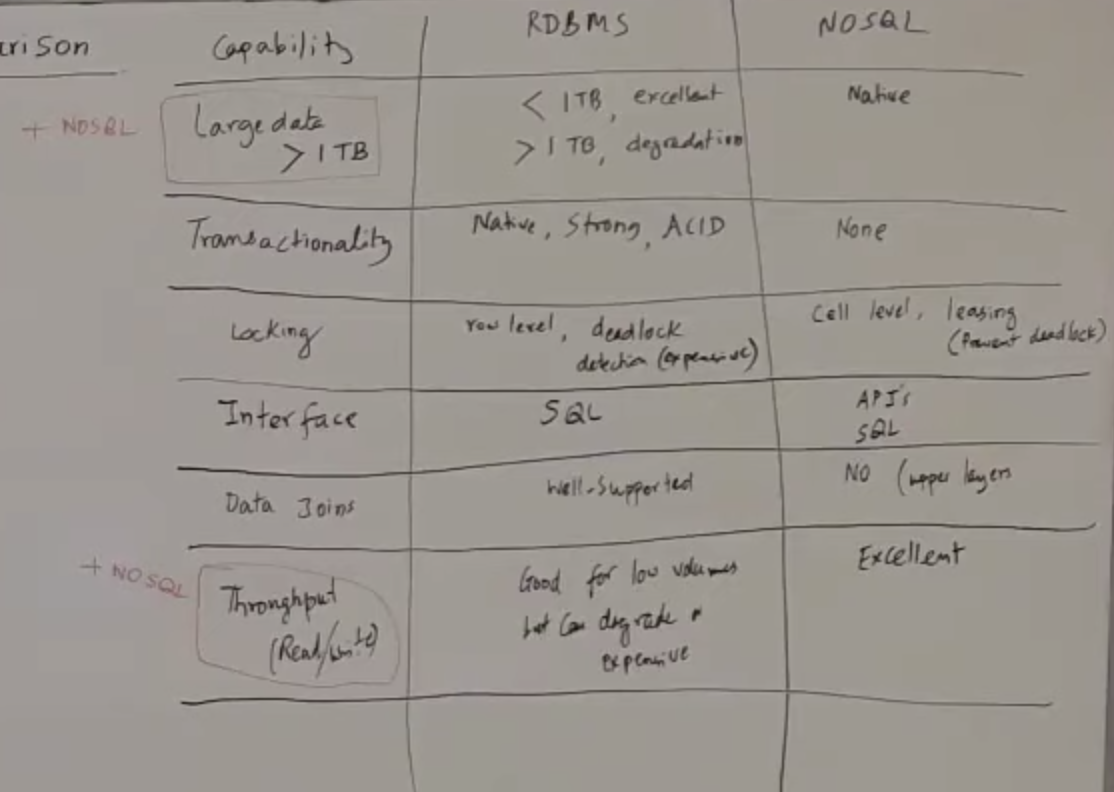 arison
Capability
RDBMS
NOSQL
+ NOSQL
Large data
> 1 TB
< 1TB, excellent
> 1 TB, degradation
Native
Transactionality
Native, Strong, ACID
None
Locking
row level, deadlock
detection (expensive)
Cell level, leasing
(Prevent deadlock)
Interface
SQL
API's
SQL
Data Joins
Well-Supported
NO (upper layers
+ NOSQL
Throughput
(Read/write)
Good for low volumes
but can degrade
expensive
Excellent